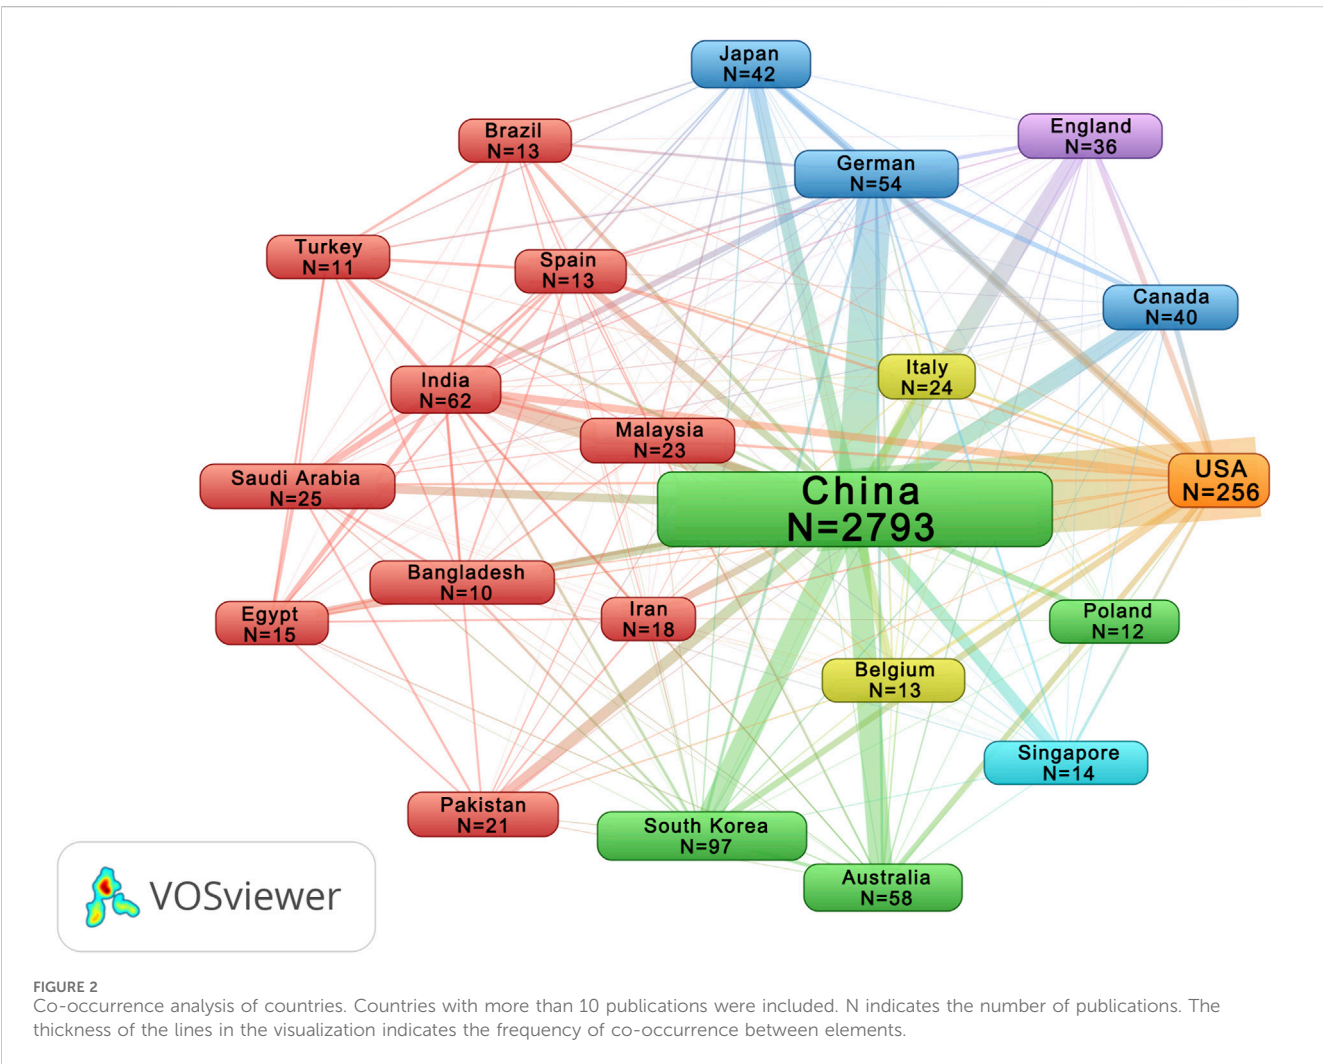 Japan
N=42
England
N=36
Brazil
N=13
German
N=54
Turkey
N=11
Spain
N=13
Canada
N=40
Italy
N=24
India
N=62
Malaysia
N=23
USA
N=256
Saudi Arabia
N=25
China
N=2793
Bangladesh
N=10
Egypt
N=15
Iran
N=18
Poland
N=12
Belgium
N=13
Singapore
N=14
Pakistan
N=21
South Korea
N=97
Australia
N=58
VOSviewer
FIGURE 2
Co-occurrence analysis of countries. Countries with more than 10 publications were included. N indicates the number of publications. The
thickness of the lines in the visualization indicates the frequency of co-occurrence between elements.